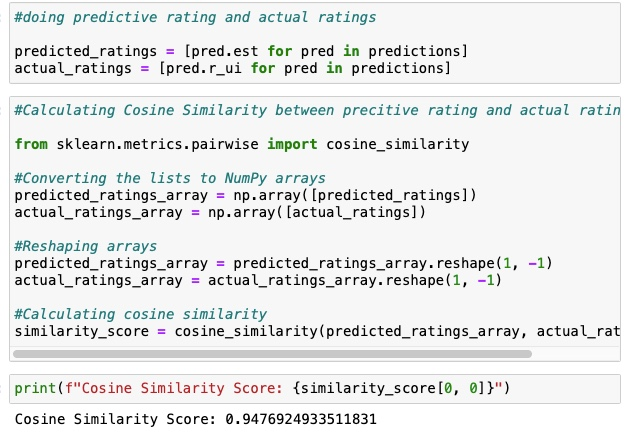 #doing predictive rating and actual ratings
predicted_ratings = [pred.est for pred in predictions]
actual_ratings = [pred.r_ui for pred in predictions]
#Calculating Cosine Similarity between precitive rating and actual ratin
from sklearn.metrics.pairwise import cosine_similarity
#Converting the lists to NumPy arrays
predicted_ratings_array = np.array([predicted_ratings])
actual_ratings_array = np.array([actual_ratings])
#Reshaping arrays
predicted_ratings_array = predicted_ratings_array.reshape(1, -1)
actual_ratings_array = actual_ratings_array.reshape(1, -1)
#Calculating cosine similarity
similarity_score = cosine_similarity(predicted_ratings_array, actual_rat
print(f"Cosine Similarity Score: {similarity_score[0, 0]}")
Cosine Similarity Score: 0.9476924933511831